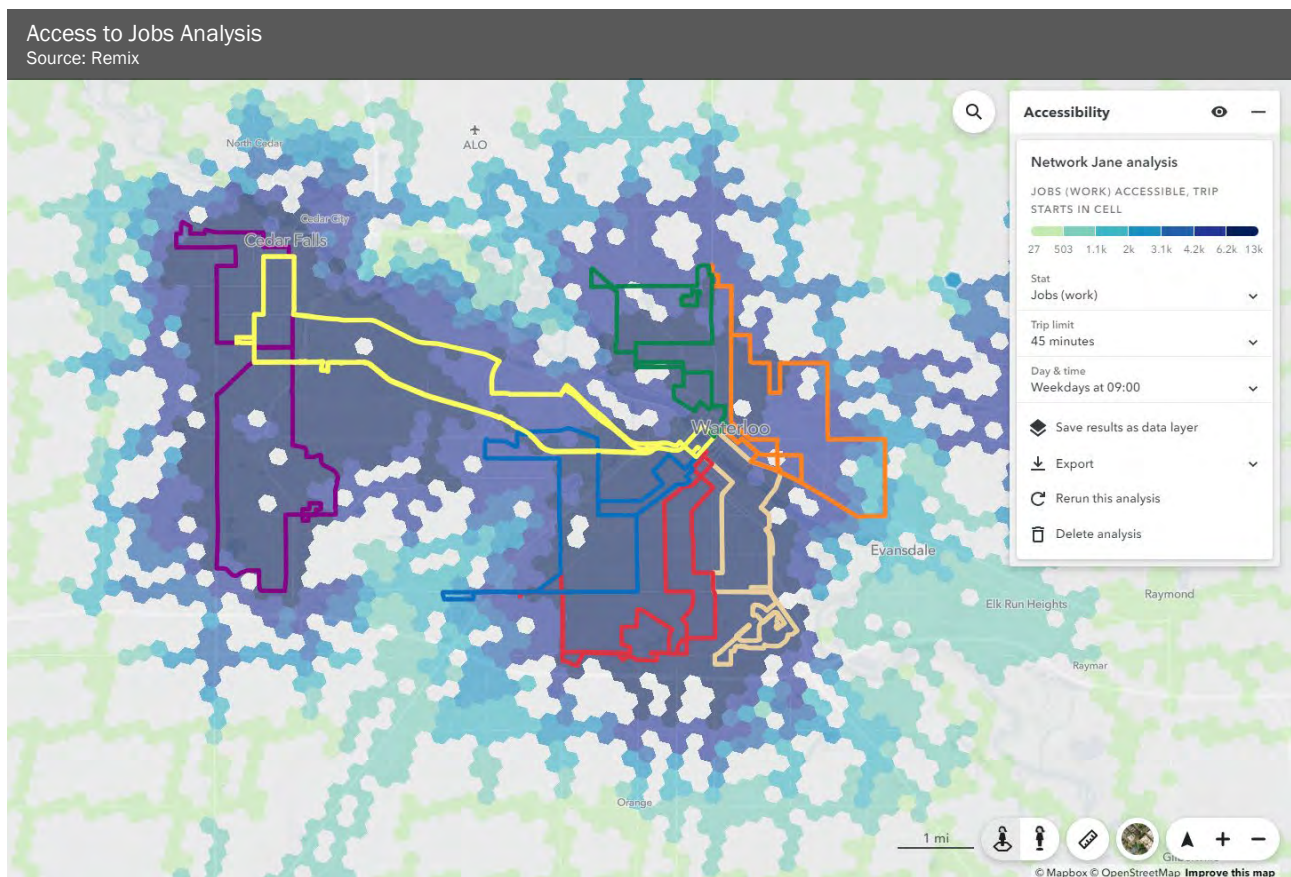 Access to Jobs Analysis
Source: Remix
North Cedar
ALO
Cedar City
Cedar Falls
Waterloo
Evansdale
Elk Run Heights
Raymond
Raymar
Orange
Accessibility
Network Jane analysis
JOBS (WORK) ACCESSIBLE, TRIP
STARTS IN CELL
27 503 1.1k 2k 3.1k 4.2k 6.2k 13k
Stat
Jobs (work)
Trip limit
45 minutes
Day & time
Weekdays at 09:00
Save results as data layer
Export
Rerun this analysis
Delete analysis
1 mi
© Mapbox © OpenStreetMap Improve this map